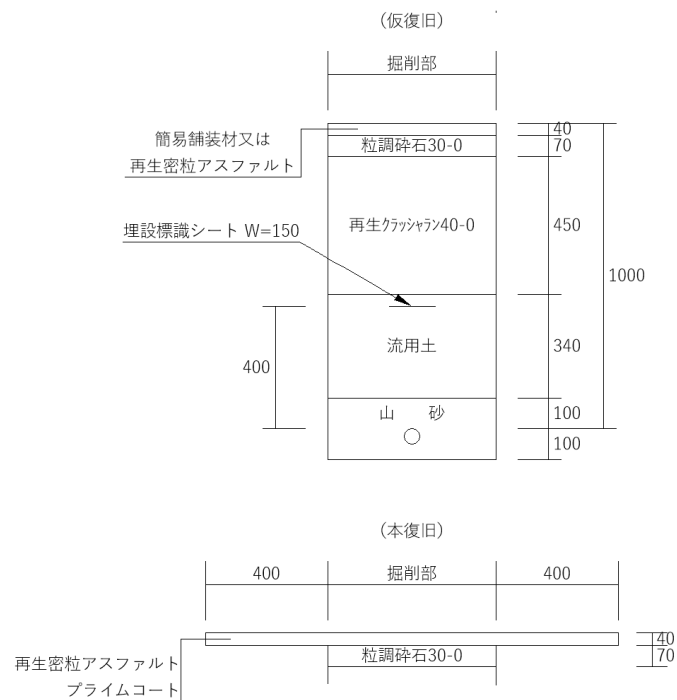 (仮復旧)
掘削部
簡易舗装材又は
再生密粒アスファルト
40
粒調砕石30-0
70
埋設標識シート W=150
再生クラッシャラン40-0
450
1000
流用土
340
400
山　砂
100
100
(本復旧)
400
掘削部
400
再生密粒アスファルト
プライムコート
40
粒調砕石30-0
70